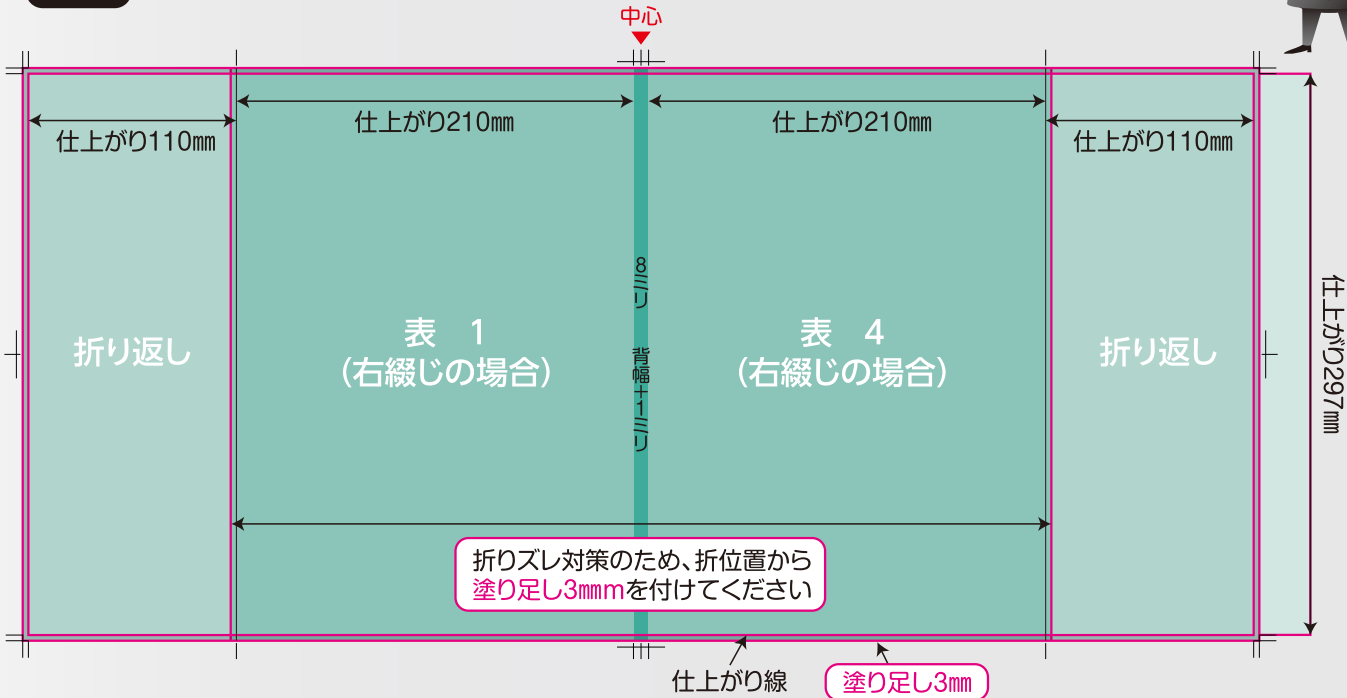 中心
仕上がり210㎜
仕上がり210㎜
仕上がり110㎜
仕上がり110㎜
8ミリ 背幅+1ミリ
仕上がり297㎜
折り返し
表 1
(右綴じの場合)
表 4
(右綴じの場合)
折り返し
折りズレ対策のため、折位置から
塗り足し3㎜mを付けてください
仕上がり線
塗り足し3㎜